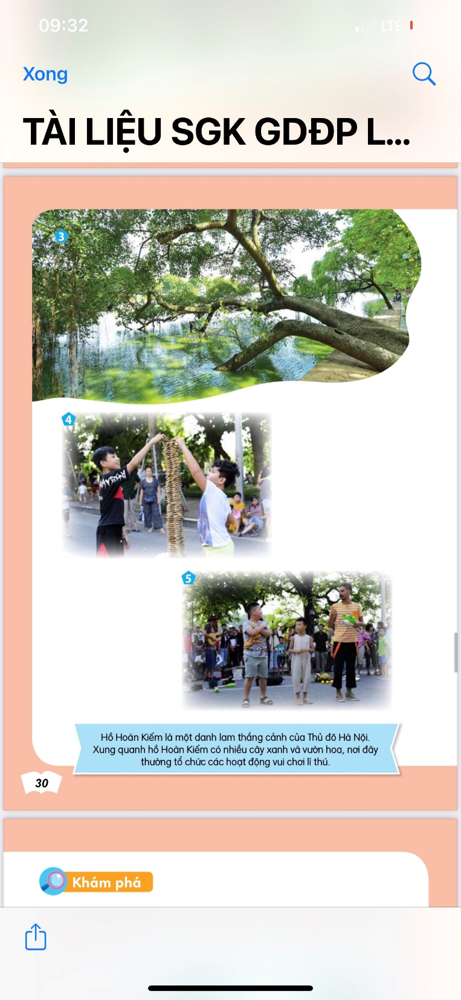 09:32
LTE
Xong
TÀI LIỆU SGK GDĐP L...
3
4
5
Hồ Hoàn Kiếm là một danh lam thắng cảnh của Thủ đô Hà Nội.
Xung quanh hồ Hoàn Kiếm có nhiều cây xanh và vườn hoa, nơi đây
thường tổ chức các hoạt động vui chơi lí thú.
30
Khám phá